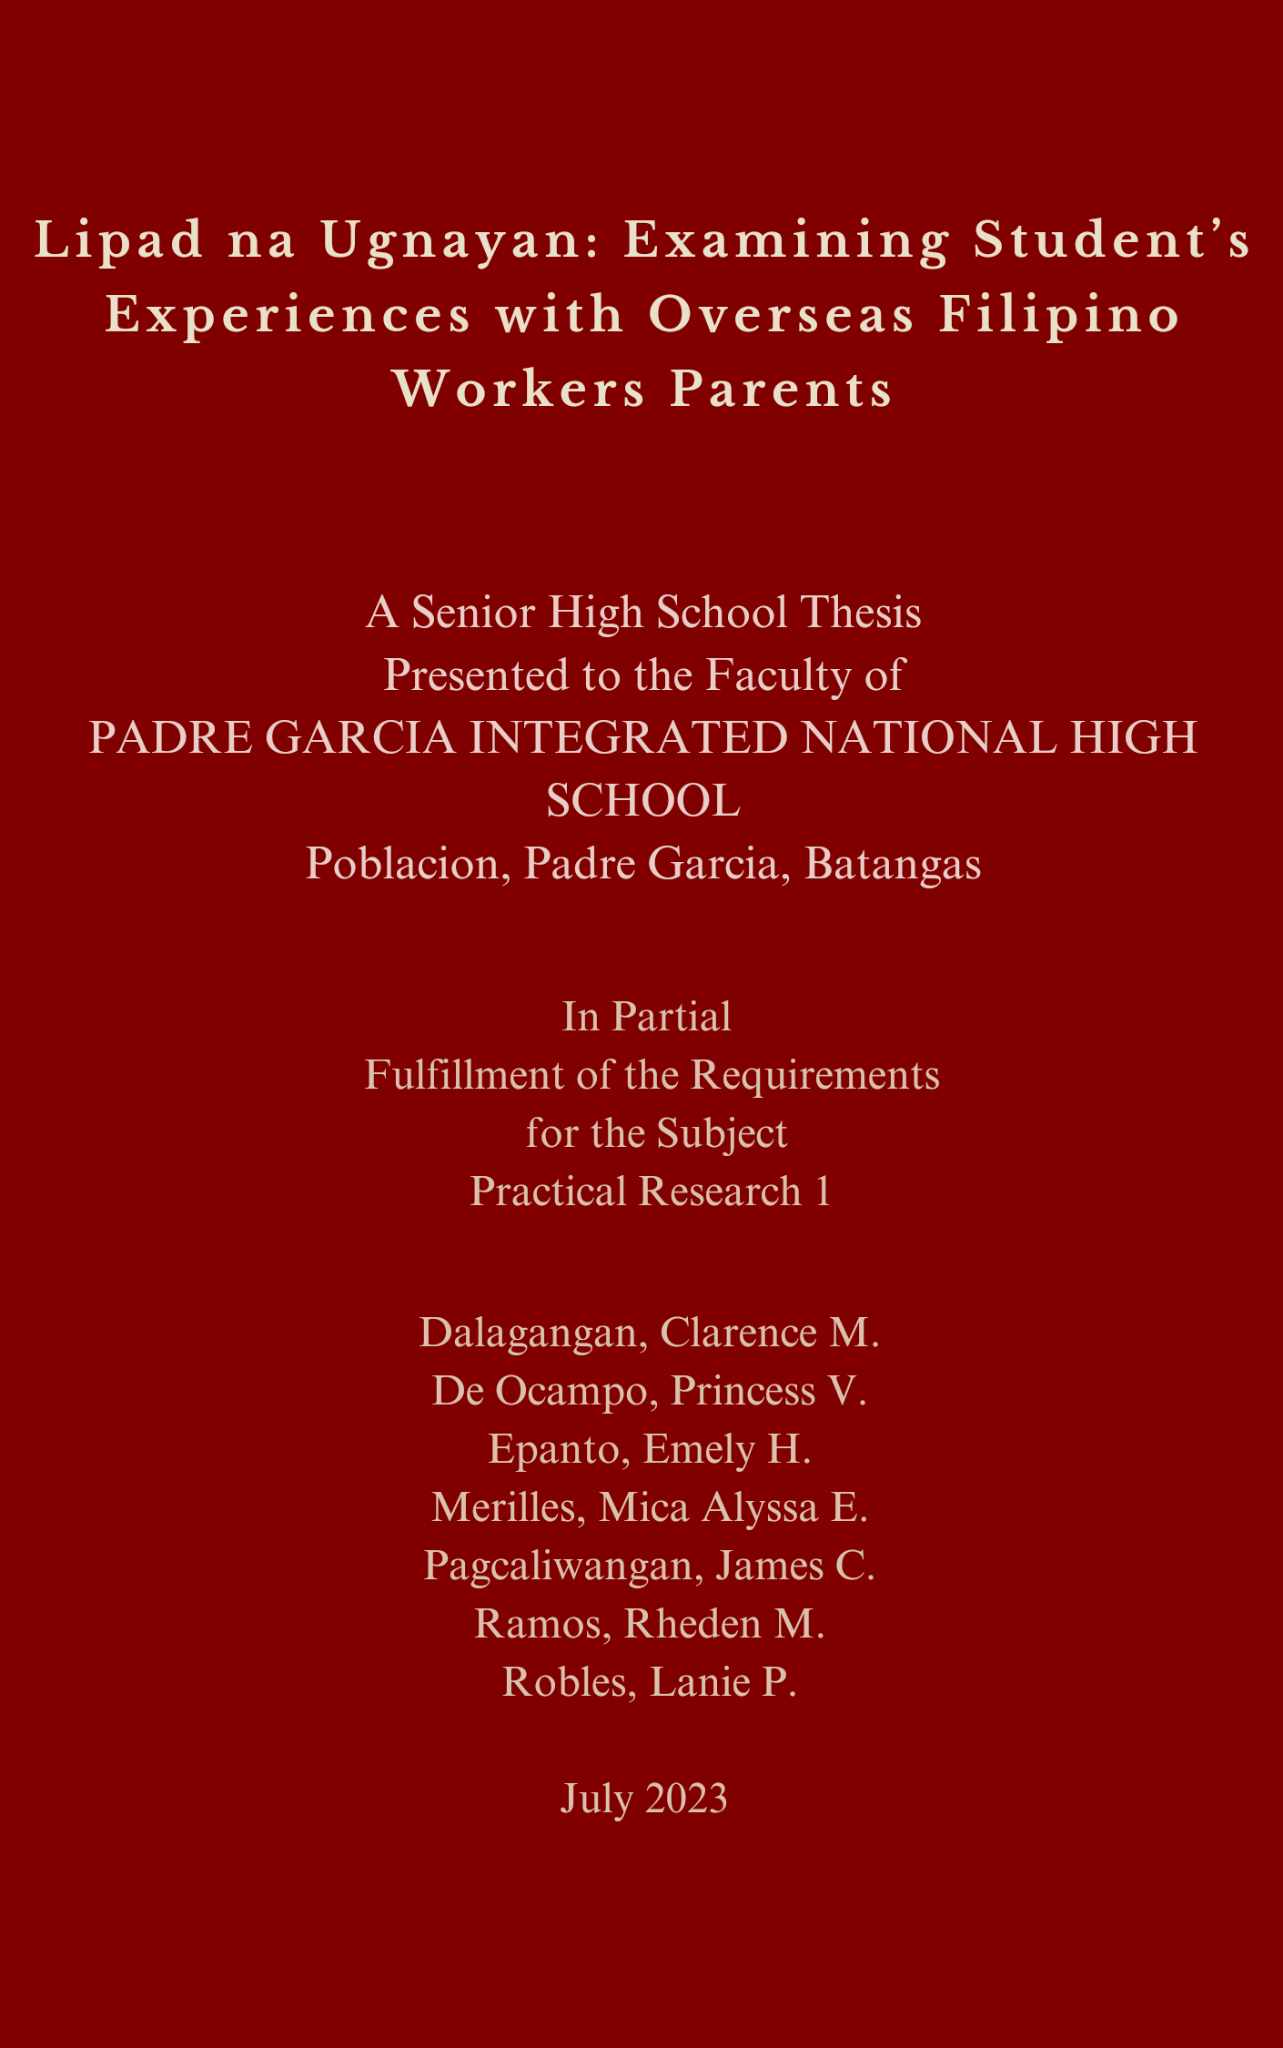 Lipad na Ugnayan: Examining Student’s
Experiences with Overseas Filipino
Workers Parents
A Senior High School Thesis
Presented to the Faculty of
PADRE GARCIA INTEGRATED NATIONAL HIGH
SCHOOL
Poblacion, Padre Garcia, Batangas
In Partial
Fulfillment of the Requirements
for the Subject
Practical Research 1
Dalagangan, Clarence M.
De Ocampo, Princess V.
Epanto, Emely H.
Merilles, Mica Alyssa E.
Pagcaliwangan, James C.
Ramos, Rheden M.
Robles, Lanie P.
July 2023